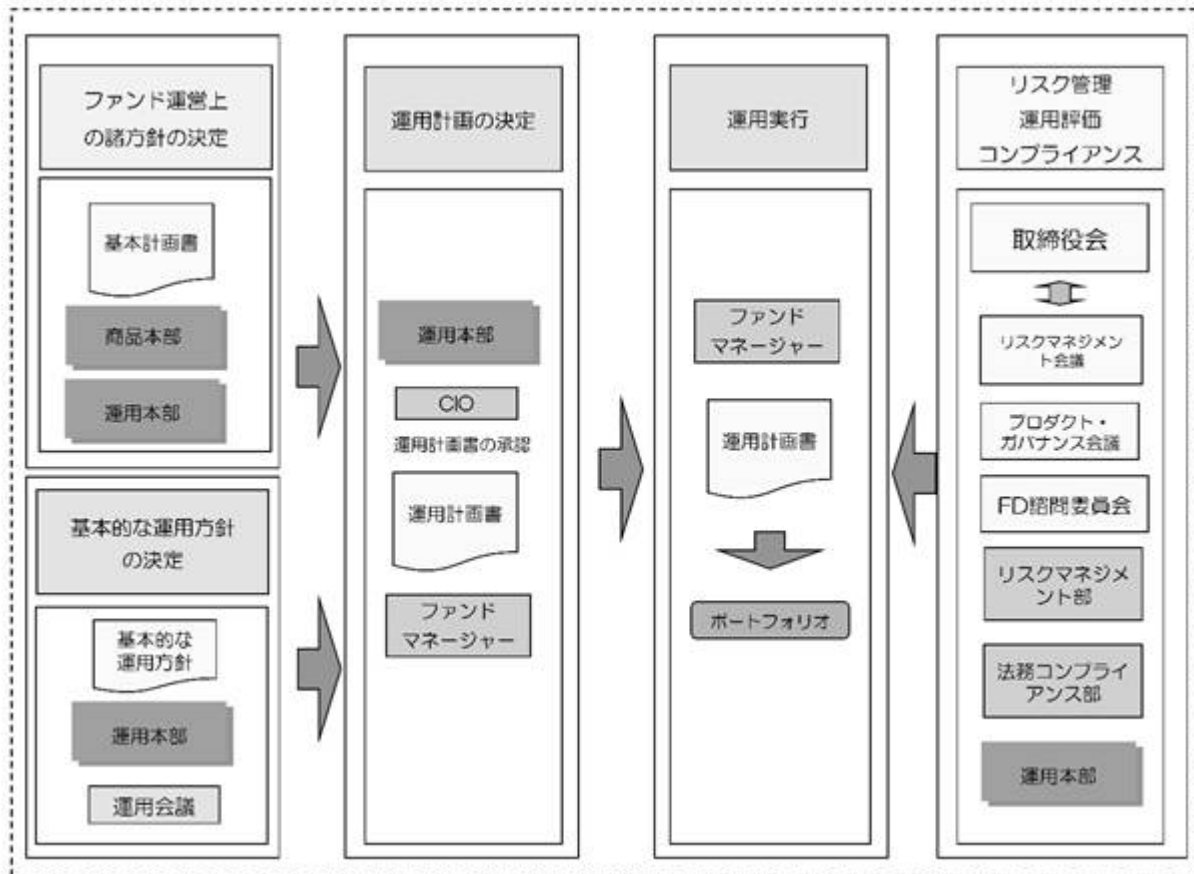 ファンド運営上
の諸方針の決定
基本計画書
商品本部
運用本部
基本的な運用方針
の決定
基本的な
運用方針
運用本部
運用会議
運用計画の決定
運用本部
CIO
運用計画書の承認
運用計画書
ファンド
マネージャー
運用実行
ファンド
マネージャー
運用計画書
ポートフォリオ
リスク管理
運用評価
コンプライアンス
取締役会
リスクマネジメン
ト会議
プロダクト・
ガバナンス会議
FD諮問委員会
リスクマネジメ
ント部
法務コンプライ
アンス部
運用本部